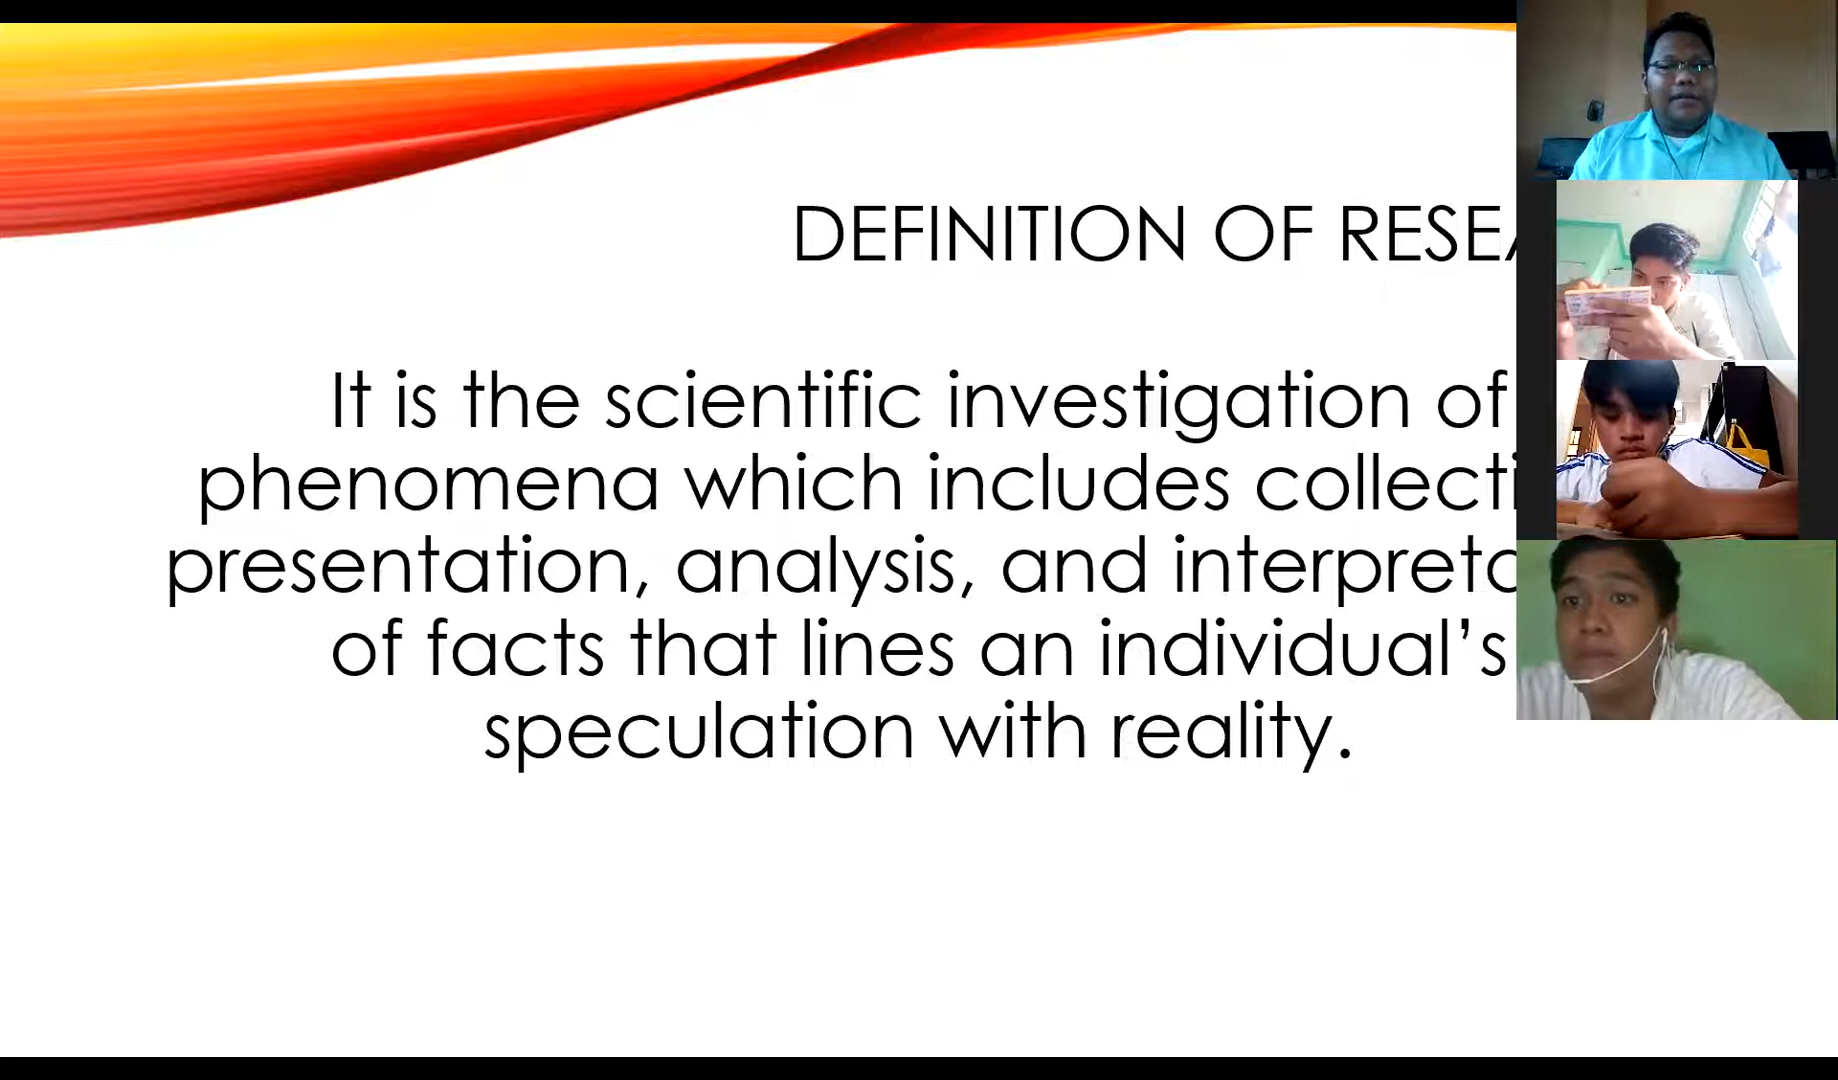 DEFINITION OF RESEA
It is the scientific investigation of
phenomena which includes collecti
presentation, analysis, and interpreta
of facts that lines an individual’s
speculation with reality.